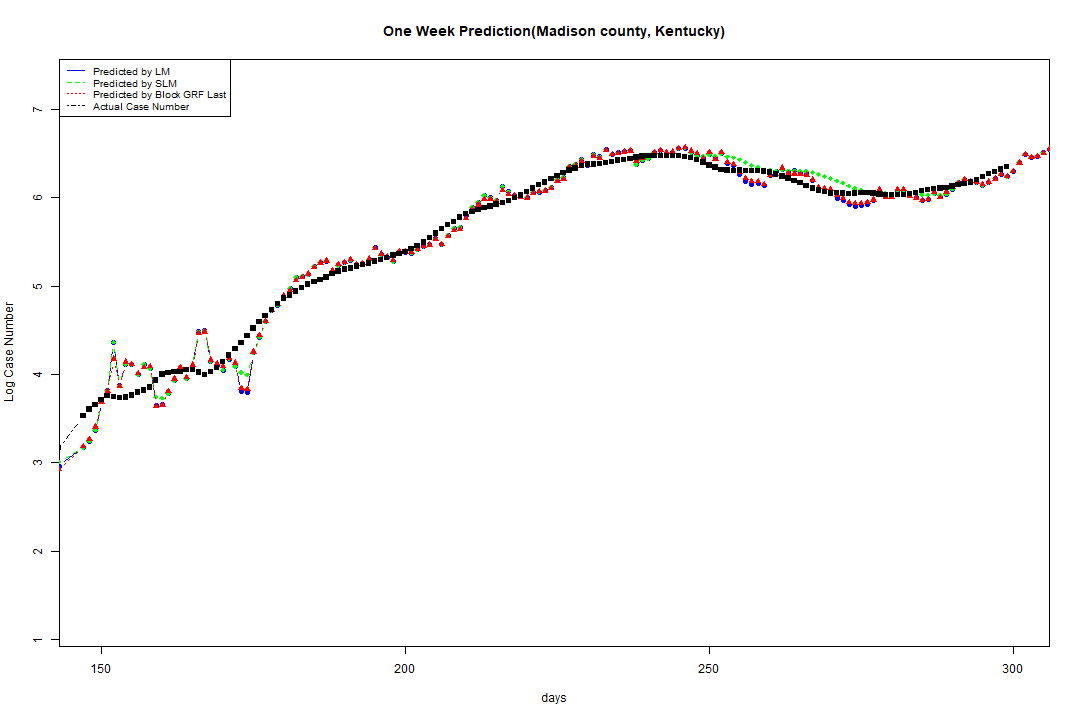 One Week Prediction(Madison county, Kentucky)
Predicted by LM
Predicted by SLM
Predicted by Block GRF Last
Actual Case Number
7
6
5
4
3
2
1
Log Case Number
150
200
250
300
days